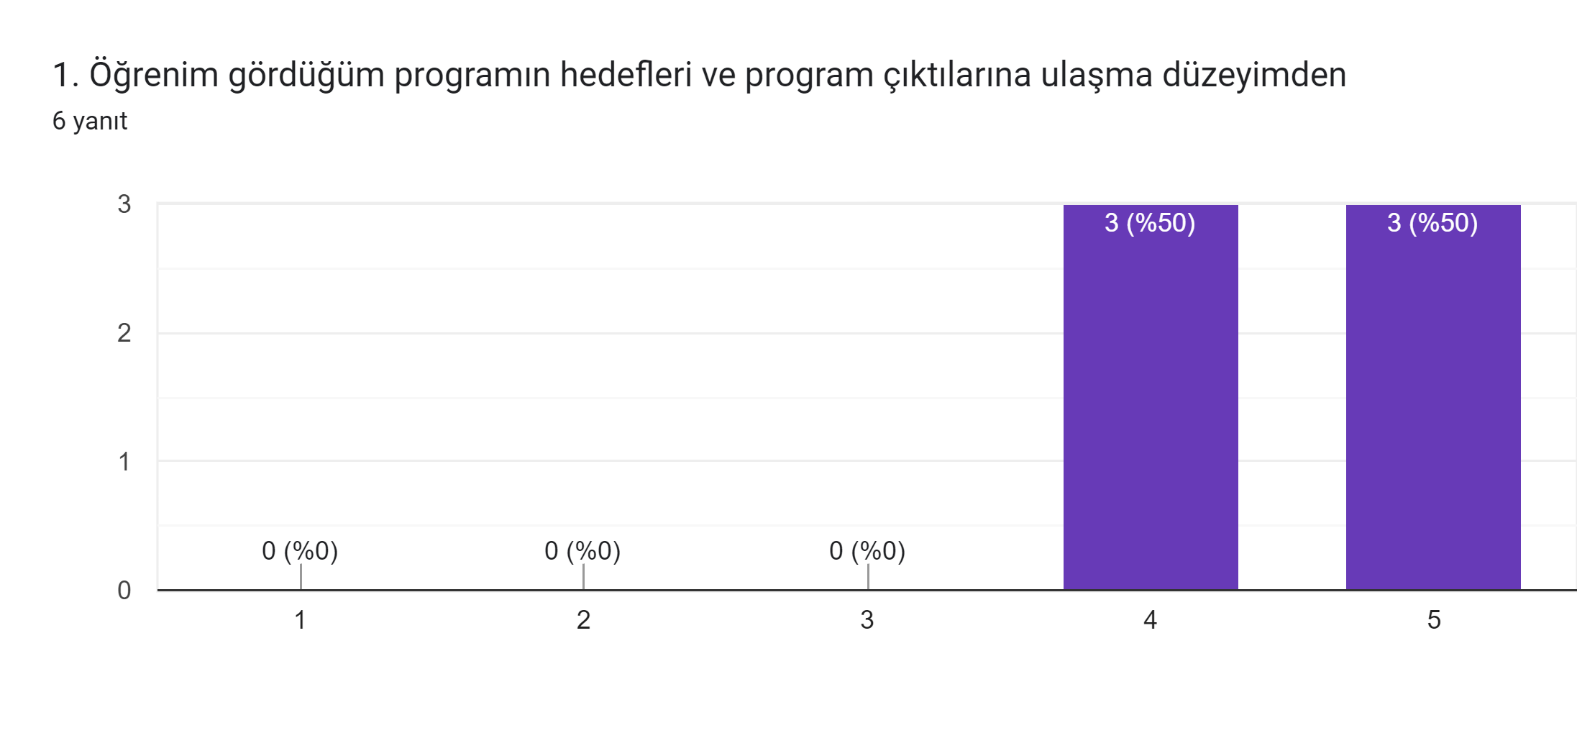 1. Öğrenim gördüğüm programın hedefleri ve program çıktılarına ulaşma düzeyimden
6 yanıt
3
3 (%50) 3 (%50)
2
1
0 (%0) 0 (%0) 0 (%0)
0
1 2 3 4 5